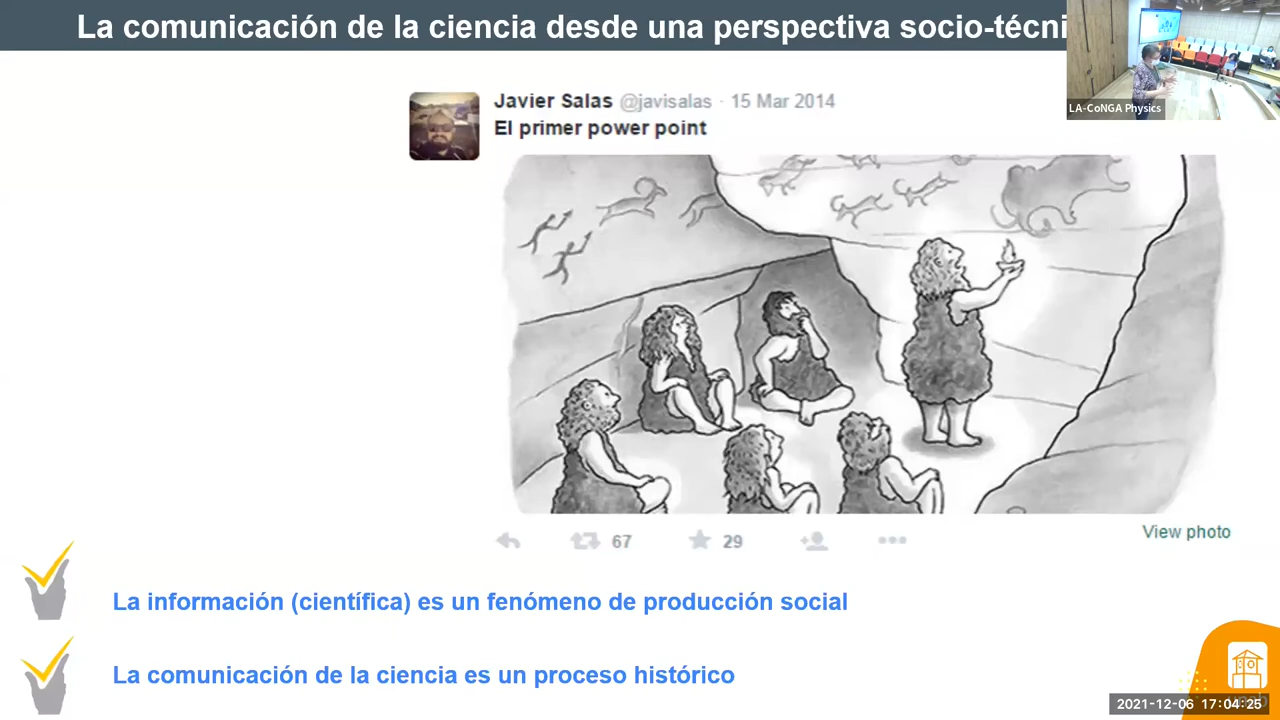 La comunicación de la ciencia desde una perspectiva socio-técni
LA-CoNGA Physics
Javier Salas @javisalas · 15 Mar 2014
El primer power point
67
29
View photo
La información (científica) es un fenómeno de producción social
La comunicación de la ciencia es un proceso histórico
2021-12-06 17:04:25